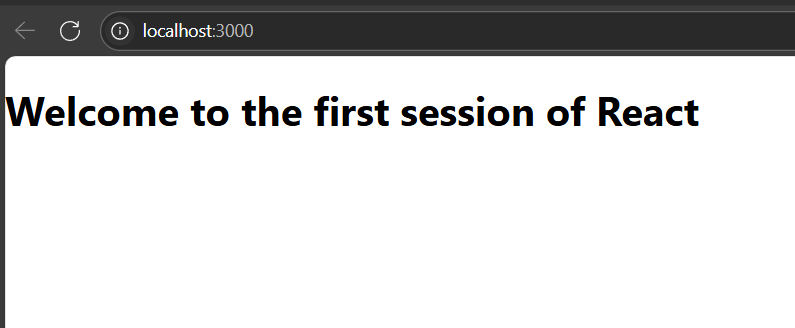 localhost:3000
Welcome to the first session of React